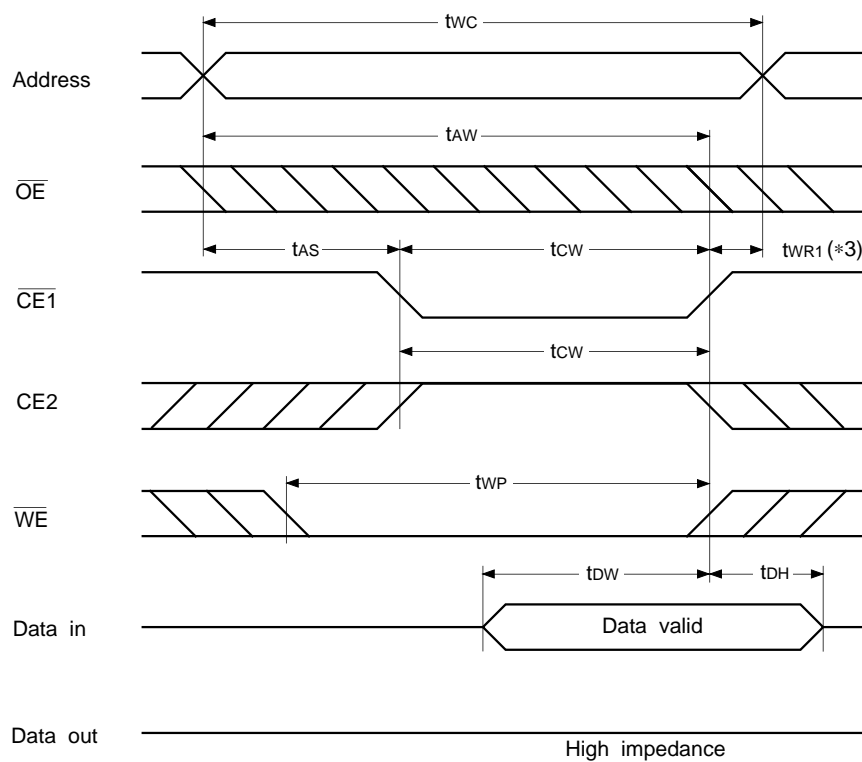 tWC
Address
tAW
OE
tAS tCW tWR1 (*3)
CE1
tCW
CE2
tWP
WE
tDW tDH
Data in Data valid
Data out
High impedance